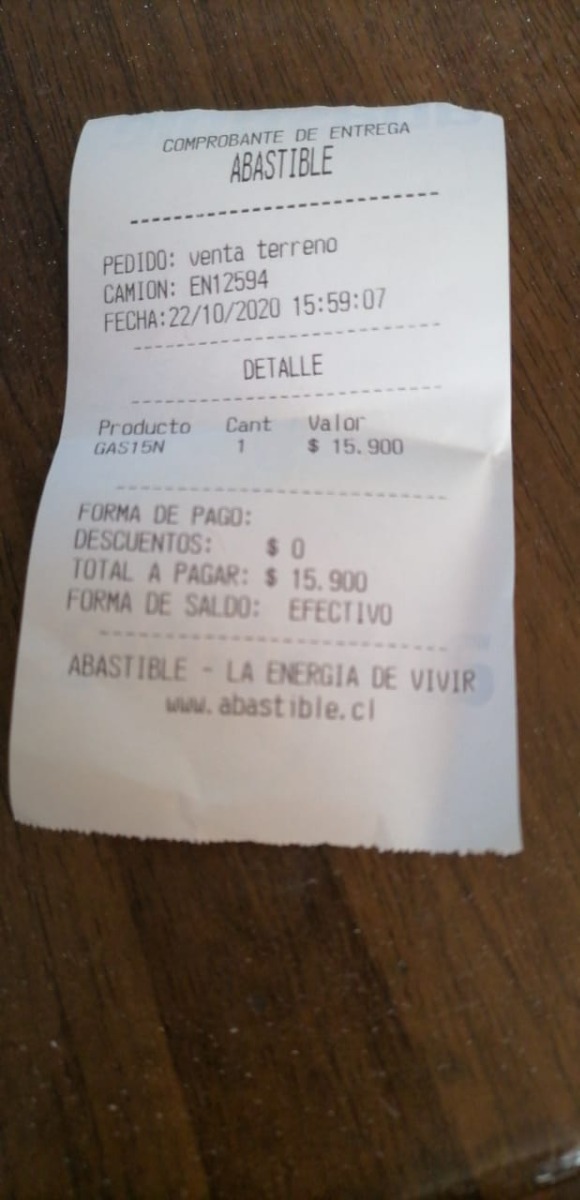 COMPROBANTE DE ENTREGA
ABASTIBLE
--------------------------------
PEDIDO: venta terreno
CAMION: EN12594
FECHA:22/10/2020 15:59:07
--------------------------------
DETALLE
--------------------------------
Producto Cant Valor
GAS15N 1 $ 15.900
--------------------------------
FORMA DE PAGO:
DESCUENTOS: $ 0
TOTAL A PAGAR: $ 15.900
FORMA DE SALDO: EFECTIVO
--------------------------------
ABASTIBLE - LA ENERGIA DE VIVIR
www.abastible.cl